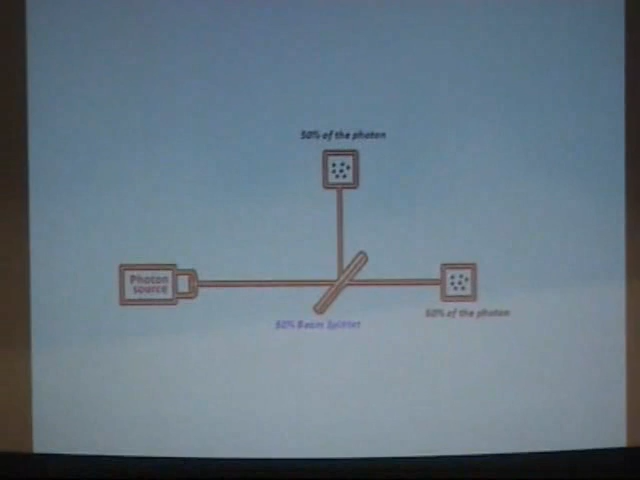 50% of the photon
Photon
source
50% Beam Splitter
50% of the photon